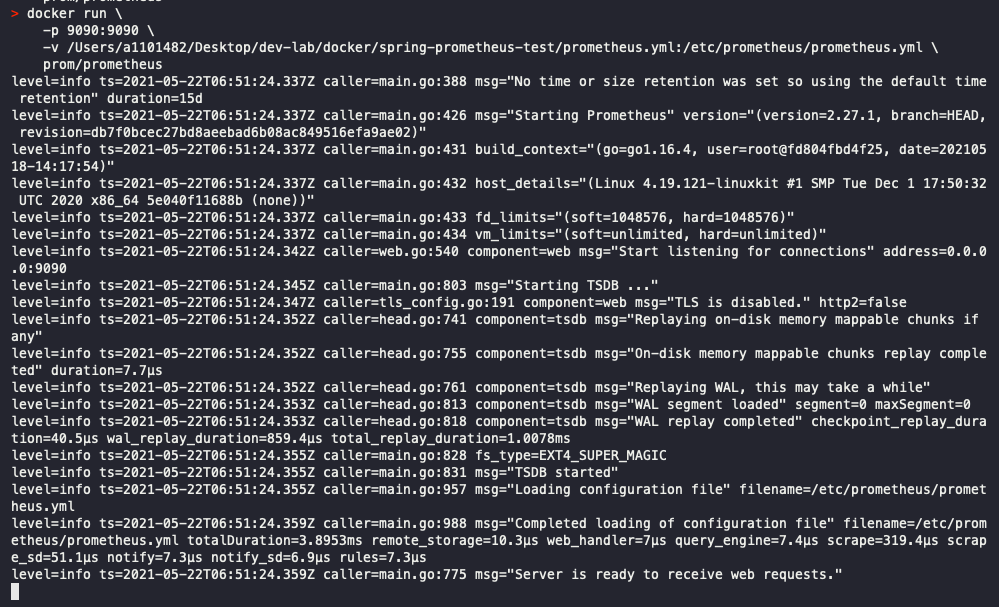 > docker run \
-p 9090:9090 \
-v /Users/a1101482/Desktop/dev-lab/docker/spring-prometheus-test/prometheus.yml:/etc/prometheus/prometheus.yml \
prom/prometheus
level=info ts=2021-05-22T06:51:24.337Z caller=main.go:388 msg="No time or size retention was set so using the default time
retention" duration=15d
level=info ts=2021-05-22T06:51:24.337Z caller=main.go:426 msg="Starting Prometheus" version="(version=2.27.1, branch=HEAD,
revision=db7f0bcec27bd8aeebad6b08ac849516efa9ae02)"
level=info ts=2021-05-22T06:51:24.337Z caller=main.go:431 build_context="(go=go1.16.4, user=root@fd804fbd4f25, date=202105
18-14:17:54)"
level=info ts=2021-05-22T06:51:24.337Z caller=main.go:432 host_details="(Linux 4.19.121-linuxkit #1 SMP Tue Dec 1 17:50:32
UTC 2020 x86_64 5e040f11688b (none))"
level=info ts=2021-05-22T06:51:24.337Z caller=main.go:433 fd_limits="(soft=1048576, hard=1048576)"
level=info ts=2021-05-22T06:51:24.337Z caller=main.go:434 vm_limits="(soft=unlimited, hard=unlimited)"
level=info ts=2021-05-22T06:51:24.342Z caller=web.go:540 component=web msg="Start listening for connections" address=0.0.0
.0:9090
level=info ts=2021-05-22T06:51:24.345Z caller=main.go:803 msg="Starting TSDB ..."
level=info ts=2021-05-22T06:51:24.347Z caller=tls_config.go:191 component=web msg="TLS is disabled." http2=false
level=info ts=2021-05-22T06:51:24.352Z caller=head.go:741 component=tsdb msg="Replaying on-disk memory mappable chunks if
any"
level=info ts=2021-05-22T06:51:24.352Z caller=head.go:755 component=tsdb msg="On-disk memory mappable chunks replay comple
ted" duration=7.7µs
level=info ts=2021-05-22T06:51:24.352Z caller=head.go:761 component=tsdb msg="Replaying WAL, this may take a while"
level=info ts=2021-05-22T06:51:24.353Z caller=head.go:813 component=tsdb msg="WAL segment loaded" segment=0 maxSegment=0
level=info ts=2021-05-22T06:51:24.353Z caller=head.go:818 component=tsdb msg="WAL replay completed" checkpoint_replay_dura
tion=40.5µs wal_replay_duration=859.4µs total_replay_duration=1.0078ms
level=info ts=2021-05-22T06:51:24.355Z caller=main.go:828 fs_type=EXT4_SUPER_MAGIC
level=info ts=2021-05-22T06:51:24.355Z caller=main.go:831 msg="TSDB started"
level=info ts=2021-05-22T06:51:24.355Z caller=main.go:957 msg="Loading configuration file" filename=/etc/prometheus/promet
heus.yml
level=info ts=2021-05-22T06:51:24.359Z caller=main.go:988 msg="Completed loading of configuration file" filename=/etc/prom
etheus/prometheus.yml totalDuration=3.8953ms remote_storage=10.3µs web_handler=7µs query_engine=7.4µs scrape=319.4µs scrap
e_sd=51.1µs notify=7.3µs notify_sd=6.9µs rules=7.3µs
level=info ts=2021-05-22T06:51:24.359Z caller=main.go:775 msg="Server is ready to receive web requests."